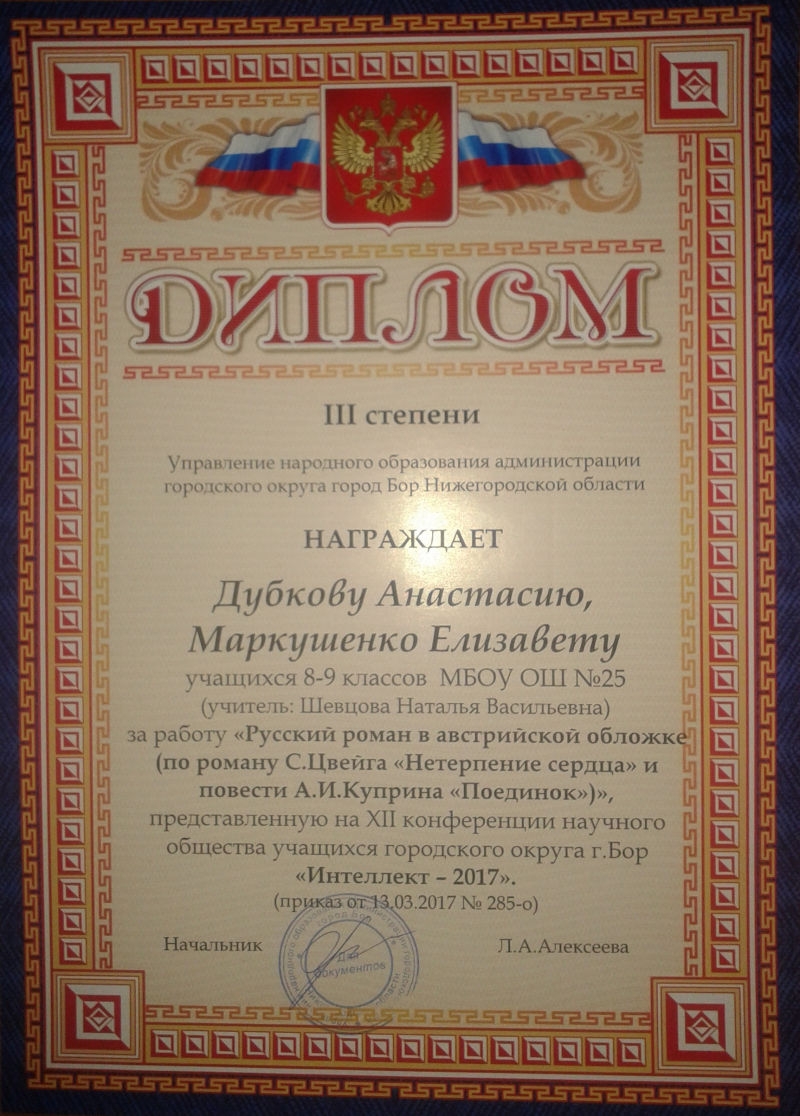 ДИПЛОМ
III степени
Управление народного образования администрации
городского округа город Бор Нижегородской области
НАГРАЖДАЕТ
Дубкову Анастасию,
Маркушенко Елизавету
учащихся 8-9 классов МБОУ ОШ №25
(учитель: Шевцова Наталья Васильевна)
за работу «Русский роман в австрийской обложке
(по роману С.Цвейга «Нетерпение сердца» и
повести А.И.Куприна «Поединок»)»,
представленную на XII конференции научного
общества учащихся городского округа г.Бор
«Интеллект – 2017».
(приказ от 13.03.2017 № 285-о)
Начальник Л.А.Алексеева
Для
документов